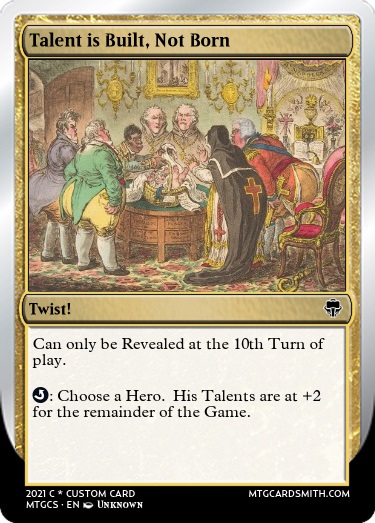 Talent is Built, Not Born
Twist!
Can only be Revealed at the 10th Turn of
play.
: Choose a Hero.  His Talents are at +2
for the remainder of the Game.
2021 C * CUSTOM CARD
MTGCARDSMITH.COM
MTGCS · EN Unknown